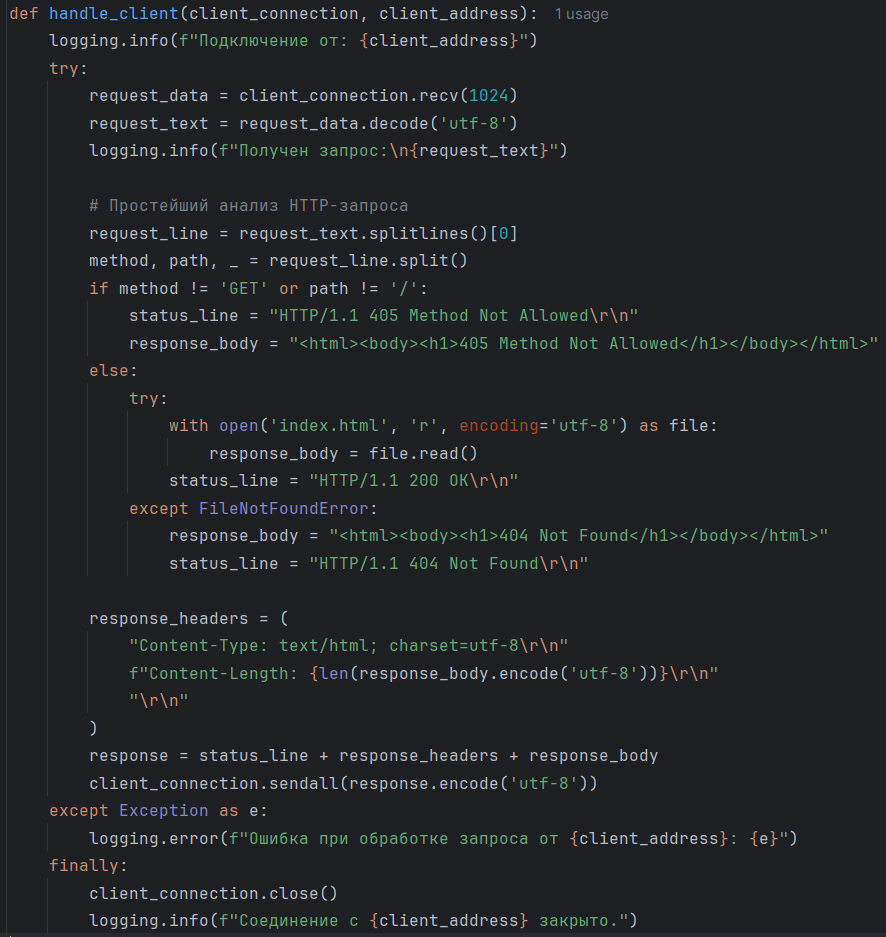 def handle_client(client_connection, client_address):  1 usage
    logging.info(f"Подключение от: {client_address}")
    try:
        request_data = client_connection.recv(1024)
        request_text = request_data.decode('utf-8')
        logging.info(f"Получен запрос:\n{request_text}")

        # Простейший анализ HTTP-запроса
        request_line = request_text.splitlines()[0]
        method, path, _ = request_line.split()
        if method != 'GET' or path != '/':
            status_line = "HTTP/1.1 405 Method Not Allowed\r\n"
            response_body = "<html><body><h1>405 Method Not Allowed</h1></body></html>"
        else:
            try:
                with open('index.html', 'r', encoding='utf-8') as file:
                    response_body = file.read()
                status_line = "HTTP/1.1 200 OK\r\n"
            except FileNotFoundError:
                response_body = "<html><body><h1>404 Not Found</h1></body></html>"
                status_line = "HTTP/1.1 404 Not Found\r\n"

        response_headers = (
            "Content-Type: text/html; charset=utf-8\r\n"
            f"Content-Length: {len(response_body.encode('utf-8'))}\r\n"
            "\r\n"
        )
        response = status_line + response_headers + response_body
        client_connection.sendall(response.encode('utf-8'))
    except Exception as e:
        logging.error(f"Ошибка при обработке запроса от {client_address}: {e}")
    finally:
        client_connection.close()
        logging.info(f"Соединение с {client_address} закрыто.")